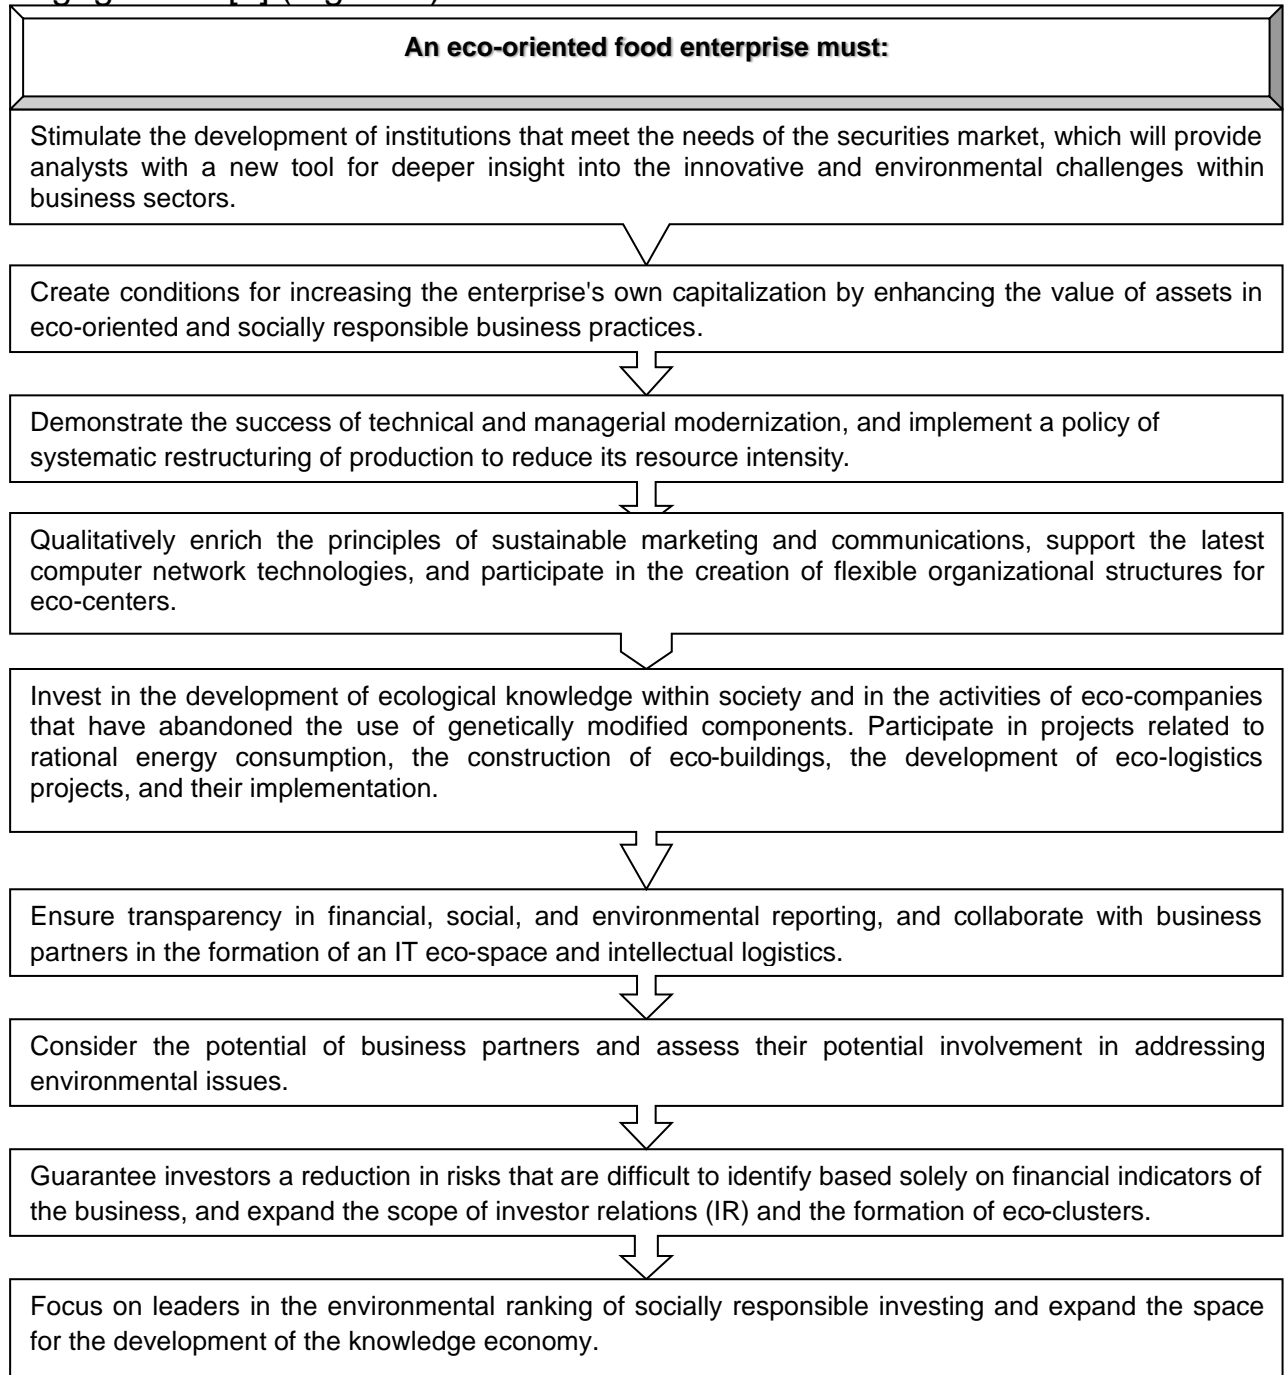 An eco-oriented food enterprise must:
Stimulate the development of institutions that meet the needs of the securities market, which will provide
analysts with a new tool for deeper insight into the innovative and environmental challenges within
business sectors.
Create conditions for increasing the enterprise's own capitalization by enhancing the value of assets in
eco-oriented and socially responsible business practices.
Demonstrate the success of technical and managerial modernization, and implement a policy of
systematic restructuring of production to reduce its resource intensity.
Qualitatively enrich the principles of sustainable marketing and communications, support the latest
computer network technologies, and participate in the creation of flexible organizational structures for
eco-centers.
Invest in the development of ecological knowledge within society and in the activities of eco-companies
that have abandoned the use of genetically modified components. Participate in projects related to
rational energy consumption, the construction of eco-buildings, the development of eco-logistics
projects, and their implementation.
Ensure transparency in financial, social, and environmental reporting, and collaborate with business
partners in the formation of an IT eco-space and intellectual logistics.
Consider the potential of business partners and assess their potential involvement in addressing
environmental issues.
Guarantee investors a reduction in risks that are difficult to identify based solely on financial indicators of
the business, and expand the scope of investor relations (IR) and the formation of eco-clusters.
Focus on leaders in the environmental ranking of socially responsible investing and expand the space
for the development of the knowledge economy.